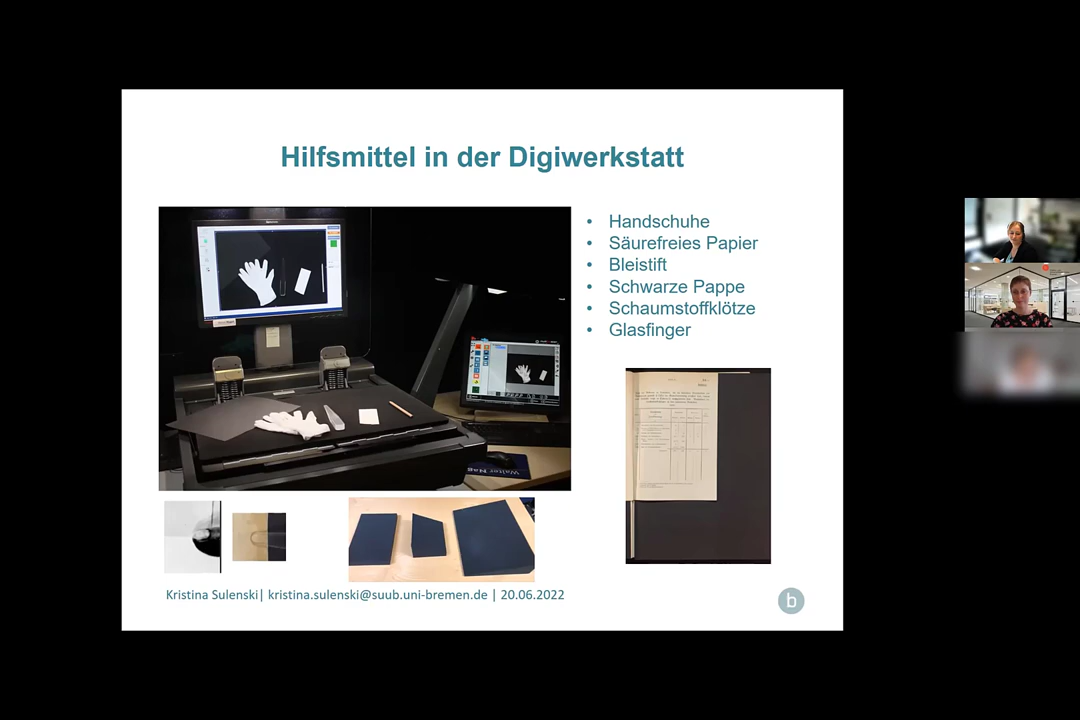 Hilfsmittel in der Digiwerkstatt
• Handschuhe
• Säurefreies Papier
• Bleistift
• Schwarze Pappe
• Schaumstoffklötze
• Glasfinger
Kristina Sulenski| kristina.sulenski@suub.uni-bremen.de | 20.06.2022
b